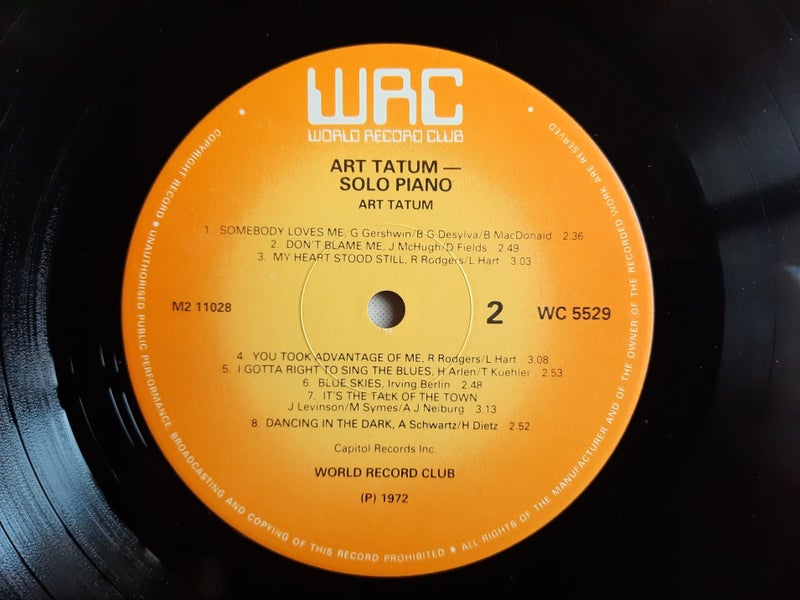 WRC
WORLD RECORD CLUB
ART TATUM —
SOLO PIANO
ART TATUM
1. SOMEBODY LOVES ME, G Gershwin/B G Desylva/B MacDonald 2.36
2. DON'T BLAME ME, J McHugh/D Fields 2.49
3. MY HEART STOOD STILL, R Rodgers/L Hart 3.03
M2 11028
2
WC 5529
4. YOU TOOK ADVANTAGE OF ME, R Rodgers/L Hart 3.08
5. I GOTTA RIGHT TO SING THE BLUES, H Arlen/T Kuehler 2.53
6. BLUE SKIES, Irving Berlin 2.48
7. IT'S THE TALK OF THE TOWN
J Levinson/M Symes/A J Neiburg 3.13
8. DANCING IN THE DARK, A Schwartz/H Dietz 2.52
Capitol Records Inc.
WORLD RECORD CLUB
(P) 1972
COPYRIGHT RECORD ● UNAUTHORISED PUBLIC PERFORMANCE, BROADCASTING AND COPYING OF THIS RECORD PROHIBITED ● ALL RIGHTS OF THE MANUFACTURER AND OF THE OWNER OF THE RECORDED WORK ARE RESERVED